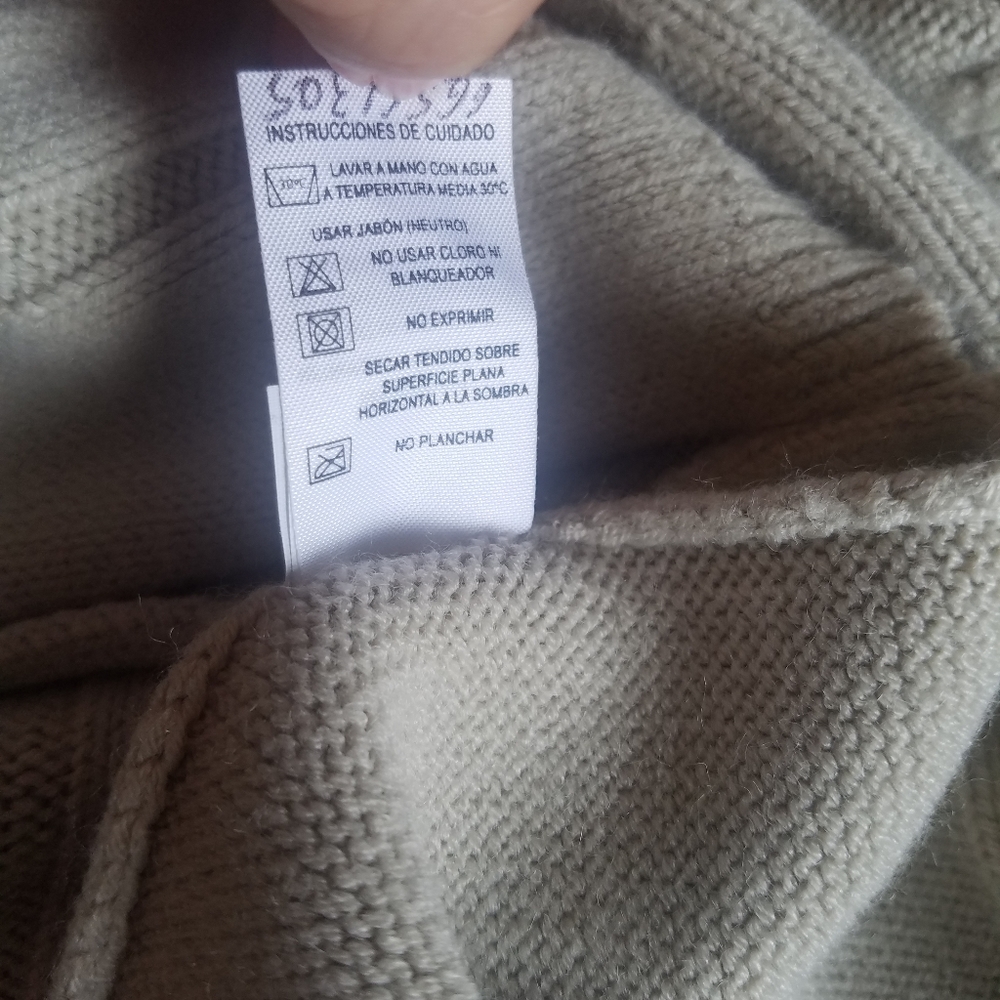 INSTRUCCIONES DE CUIDADO
LAVAR A MANO CON AGUA
A TEMPERATURA MEDIA 30°C
USAR JABÓN (NEUTRO)
NO USAR CLORO NI
BLANQUEADOR
NO EXPRIMIR
SECAR TENDIDO SOBRE
SUPERFICIE PLANA
HORIZONTAL A LA SOMBRA
NO PLANCHAR